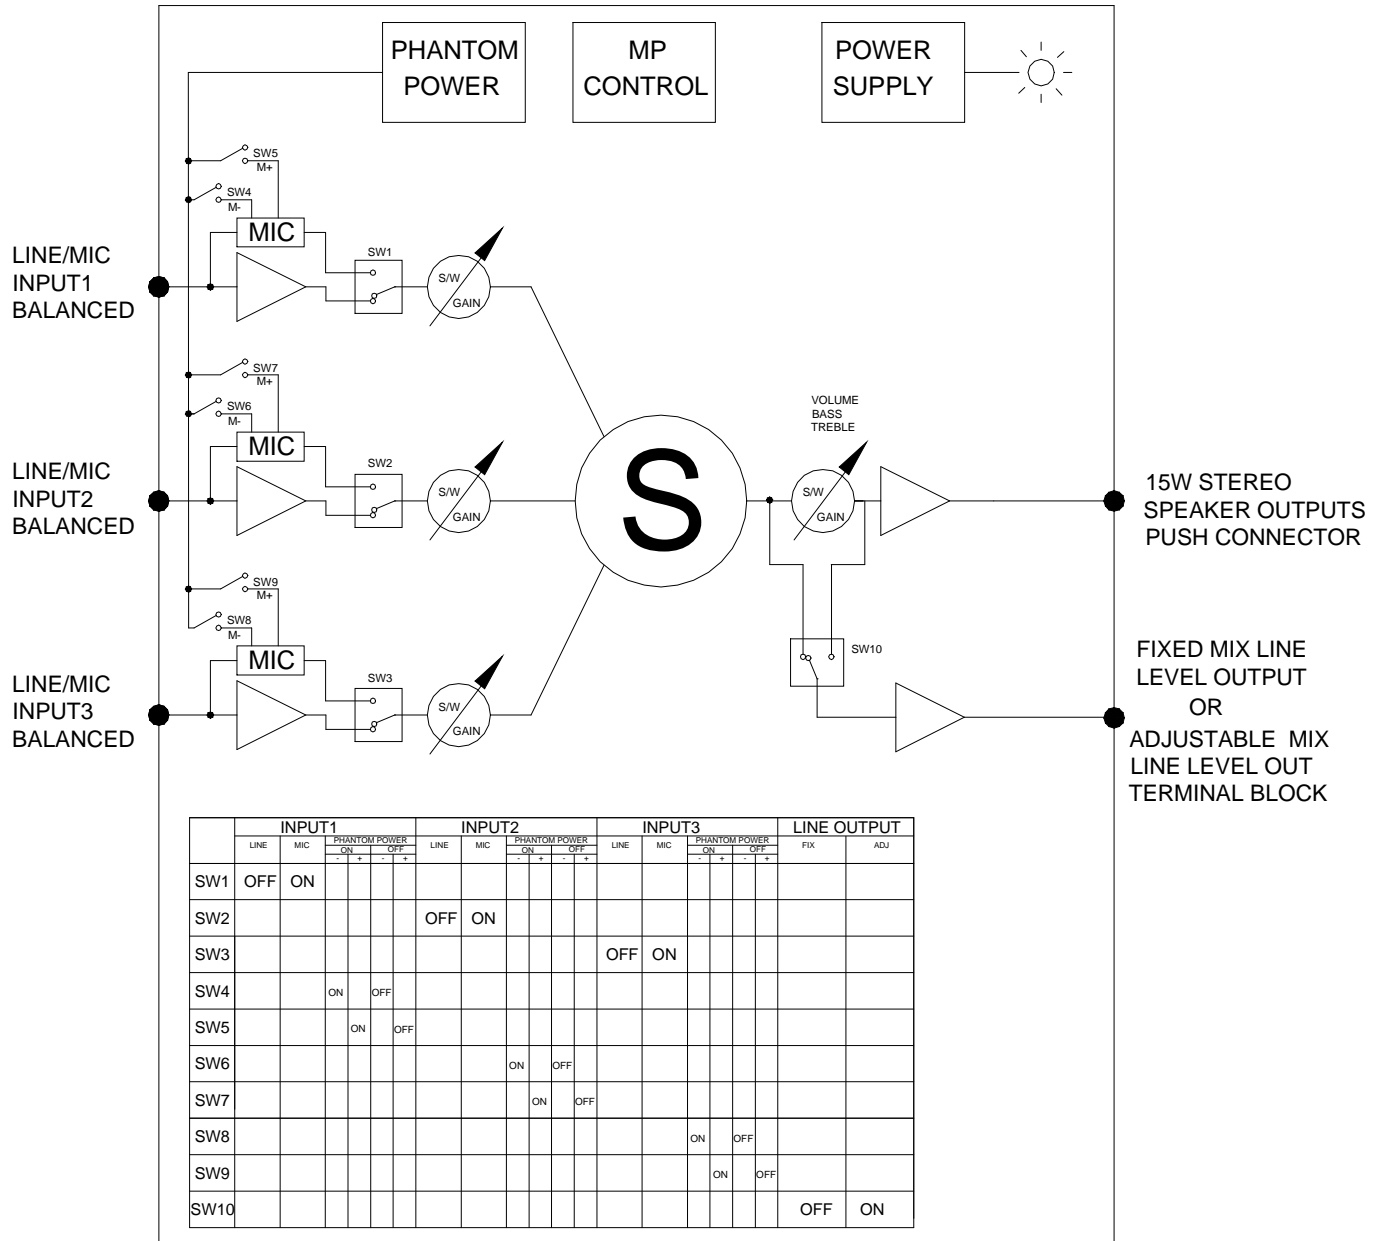 PHANTOM
POWER
MP
CONTROL
POWER
SUPPLY
SW5
M+
SW4
M-
MIC
LINE/MIC
INPUT1
BALANCED
SW1
S/W
GAIN
SW7
M+
SW6
M-
MIC
LINE/MIC
INPUT2
BALANCED
SW2
S/W
GAIN
S
VOLUME
BASS
TREBLE
S/W
GAIN
15W STEREO
SPEAKER OUTPUTS
PUSH CONNECTOR
SW9
M+
SW8
M-
MIC
LINE/MIC
INPUT3
BALANCED
SW3
S/W
GAIN
SW10
FIXED MIX LINE
LEVEL OUTPUT
OR
ADJUSTABLE MIX
LINE LEVEL OUT
TERMINAL BLOCK
INPUT1 INPUT2 INPUT3 LINE OUTPUT
LINE MIC PHANTOM POWER LINE MIC PHANTOM POWER LINE MIC PHANTOM POWER FIX ADJ
ON OFF ON OFF ON OFF
- + - + - + - + - + - +
SW1 OFF ON
SW2 OFF ON
SW3 OFF ON
SW4 ON OFF
SW5 ON OFF
SW6 ON OFF
SW7 ON OFF
SW8 ON OFF
SW9 ON OFF
SW10 OFF ON